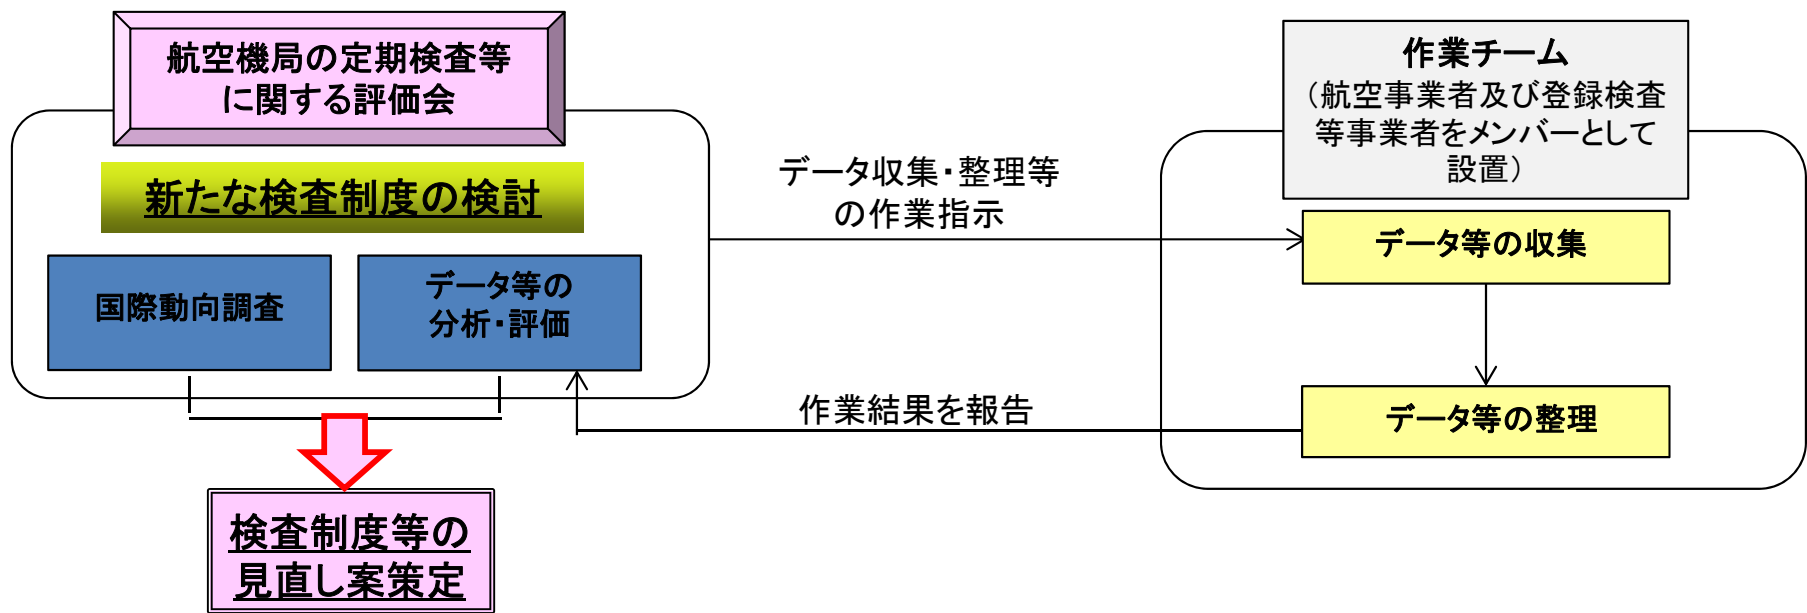 航空機局の定期検査等
に関する評価会
新たな検査制度の検討
国際動向調査
データ等の
分析・評価
検査制度等の
見直し案策定
データ収集・整理等
の作業指示
作業結果を報告
作業チーム
（航空事業者及び登録検査
等事業者をメンバーとして
設置）
データ等の収集
データ等の整理